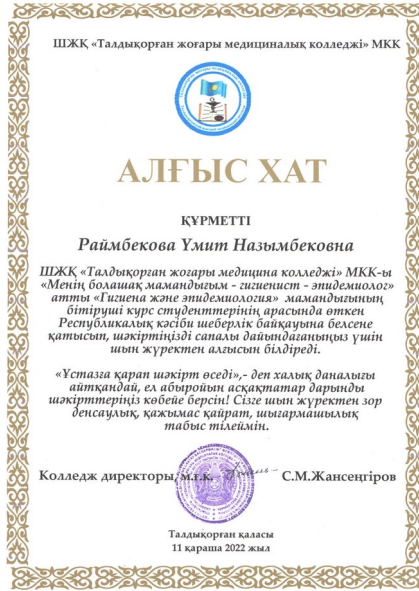 ШЖҚ «Талдықорған жоғары медициналық колледжі» МКК
АЛҒЫС ХАТ
ҚҰРМЕТТІ
Раймбекова Үмит Назымбековна
ШЖҚ «Талдықорған жоғары медицина колледжі» МКК-ы
«Менің болашақ мамандығым - гигиенист - эпидемиолог»
атты «Гигиена және эпидемиология» мамандығының
бітіруші курс студенттерінің арасында өткен
Республикалық кәсіби шеберлік байқауына белсене
қатысып, шәкіртіңізді сапалы дайындағаныңыз үшін
шын жүректен алғысын білдіреді.
«Ұстазға қарап шәкірт өседі»,- деп халық даналығы
айтқандай, ел абыройын асқақтатар дарынды
шәкірттеріңіз көбейе берсін! Сізге шын жүректен зор
денсаулық, қажымас қайрат, шығармашылық
табыс тілеймін.
Колледж директоры, м.ғ.к. С.М.Жансеңгіров
Талдықорған қаласы
11 қараша 2022 жыл